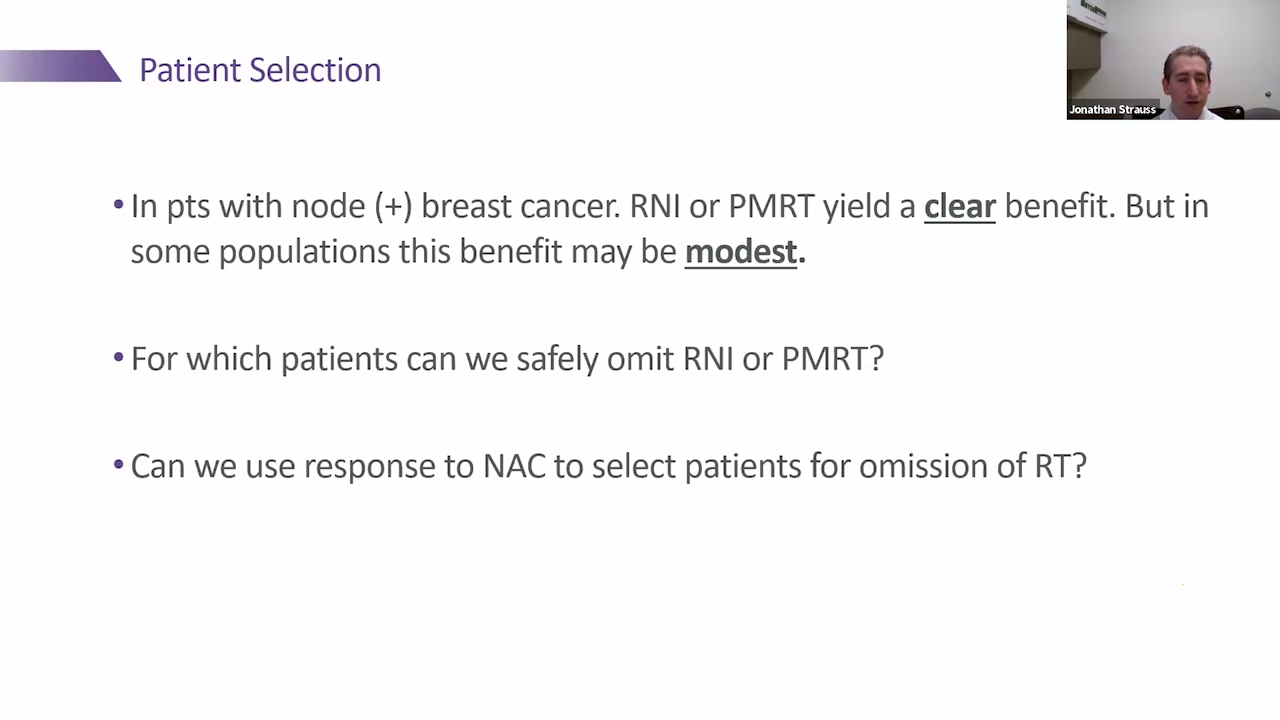 Patient Selection
Jonathan Strauss
• In pts with node (+) breast cancer. RNI or PMRT yield a clear benefit. But in
some populations this benefit may be modest.
• For which patients can we safely omit RNI or PMRT?
• Can we use response to NAC to select patients for omission of RT?